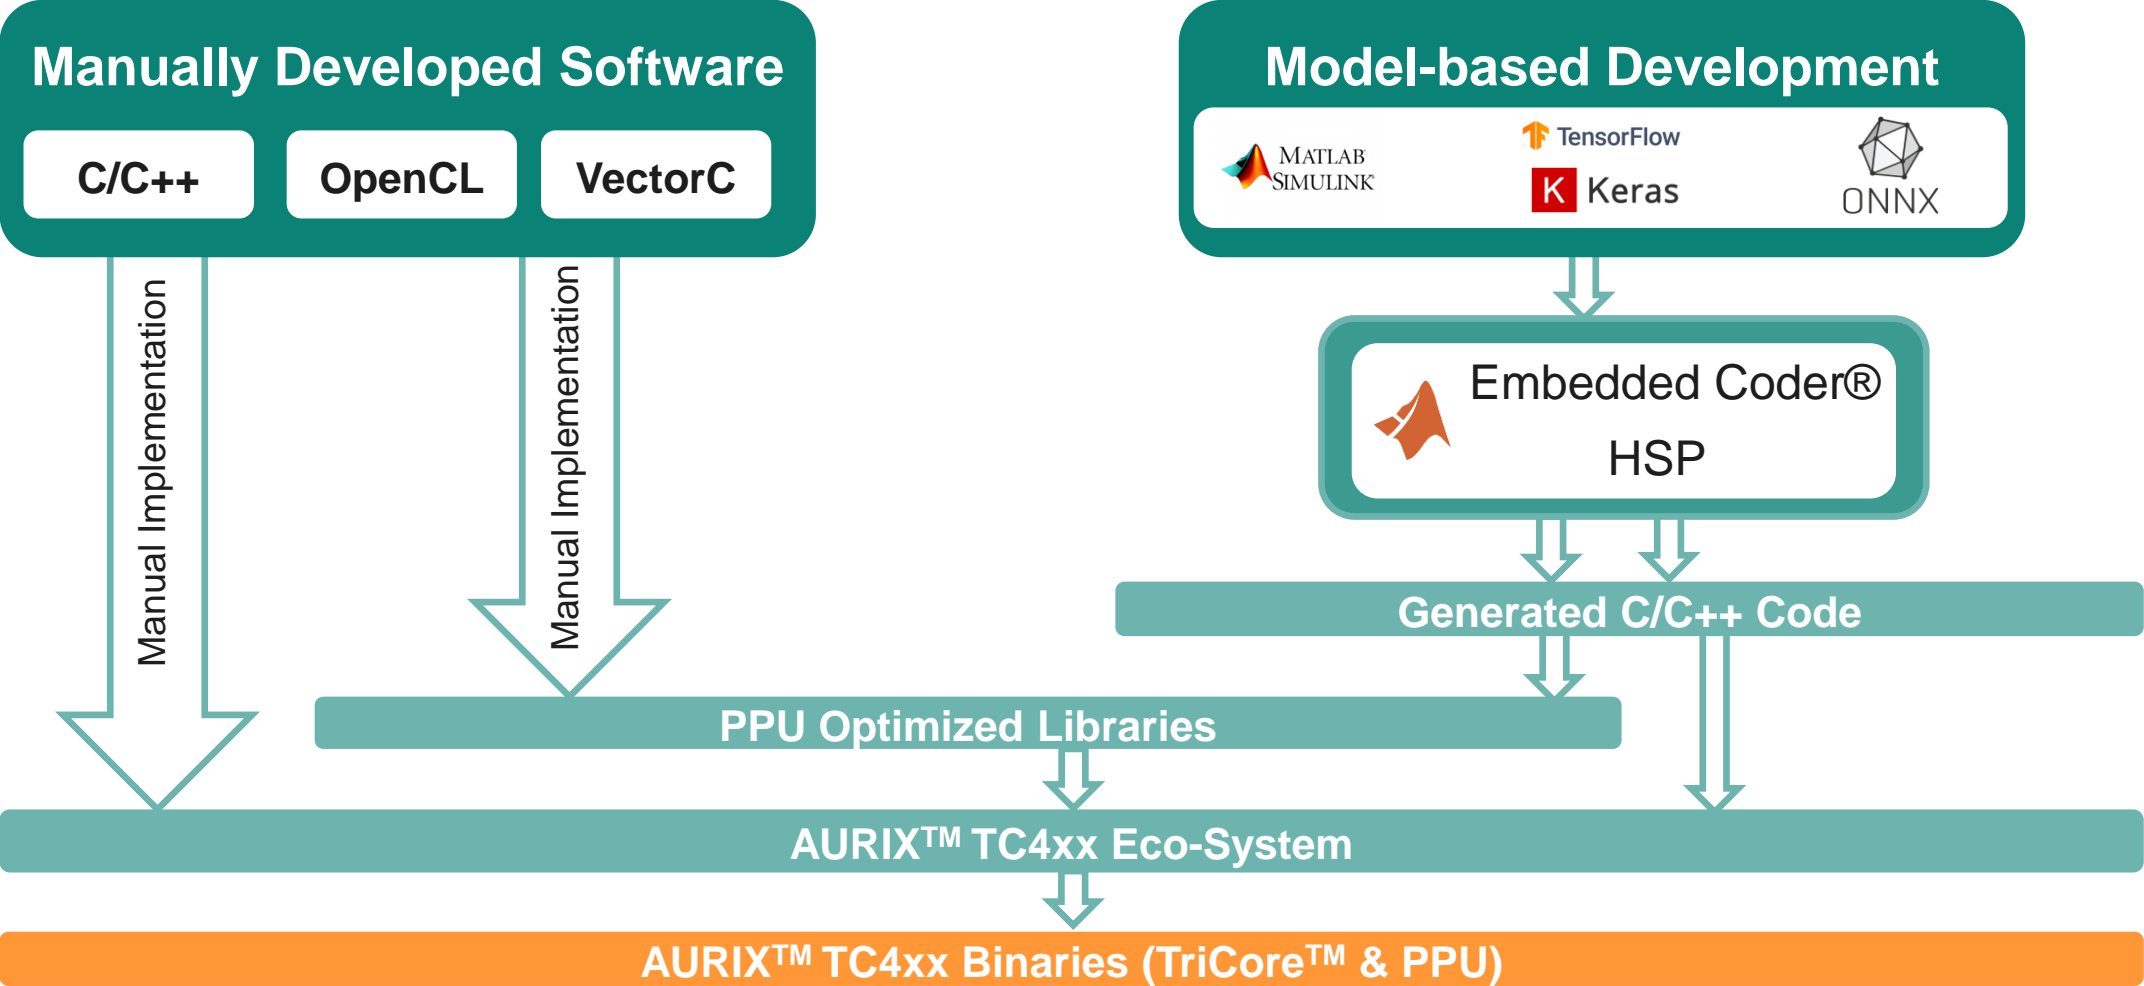 Manually Developed Software
C/C++
OpenCL
VectorC
Model-based Development
MATLAB
SIMULINK®
TensorFlow
K Keras
ONNX
Manual Implementation
Manual Implementation
Embedded Coder®
HSP
Generated C/C++ Code
PPU Optimized Libraries
AURIX™ TC4xx Eco-System
AURIX™ TC4xx Binaries (TriCore™ & PPU)